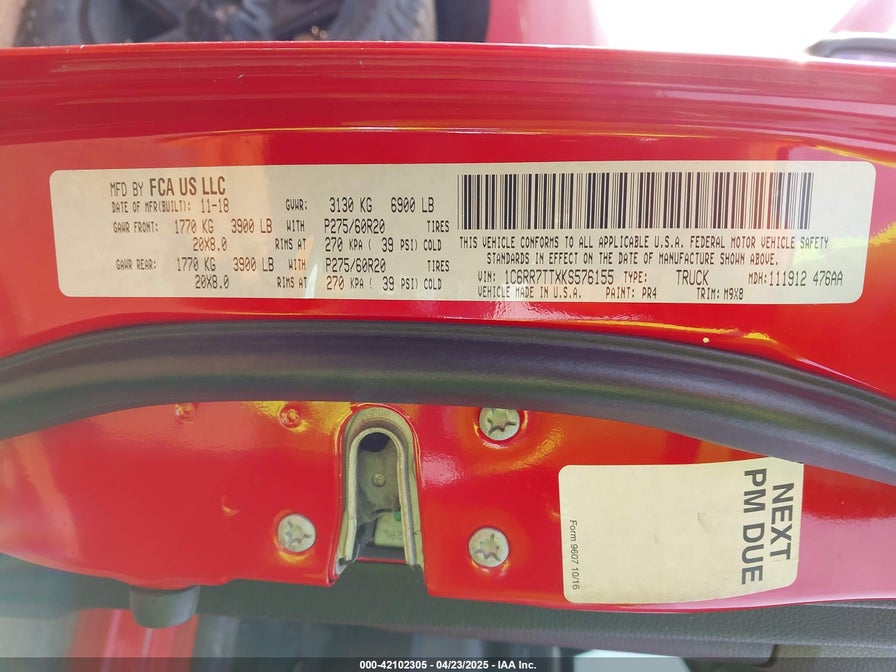 MFD BY FCA US LLC
DATE OF MFR(BUILT): 11-18 GVWR: 3130 KG 6900 LB
GAWR FRONT: 1770 KG 3900 LB WITH P275/60R20 TIRES
20X8.0 RIMS AT 270 KPA ( 39 PSI) COLD
GAWR REAR: 1770 KG 3900 LB WITH P275/60R20 TIRES
20X8.0 RIMS AT 270 KPA ( 39 PSI) COLD
THIS VEHICLE CONFORMS TO ALL APPLICABLE U.S.A. FEDERAL MOTOR VEHICLE SAFETY
STANDARDS IN EFFECT ON THE DATE OF MANUFACTURE SHOWN ABOVE.
VIN: 1C6RR7TTXKS576155 TYPE: TRUCK MDH: 111912 476AA
VEHICLE MADE IN U.S.A. PAINT: PR4 TRIM: M9X8
NEXT
PM DUE
Form 9607 10/16
000-42102305 - 04/23/2025 - IAA Inc.